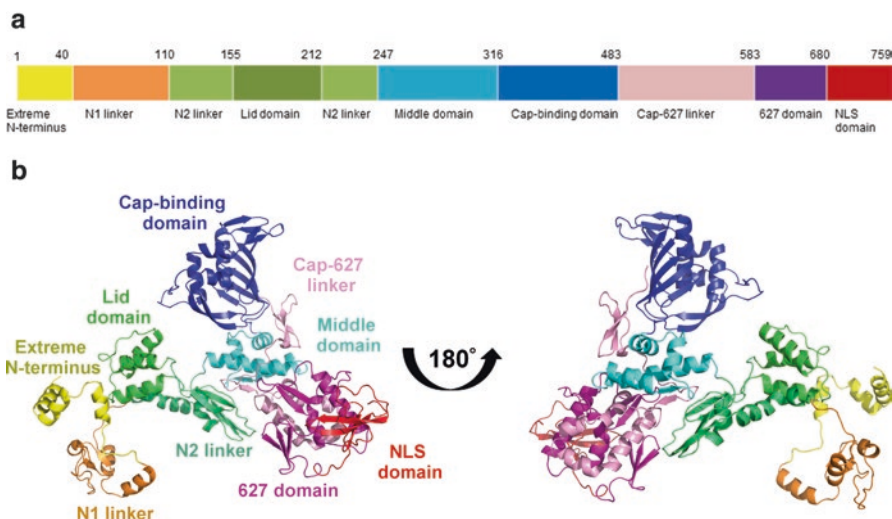 a
1 40 110 155 212 247 316 483 583 680 759
Extreme N1 linker N2 linker Lid domain N2 linker Middle domain Cap-binding domain Cap-627 linker 627 domain NLS
N-terminus domain
b
Cap-binding
domain
Cap-627
linker
Lid
domain
Middle
domain
Extreme
N-terminus
180°
N2 linker
NLS
domain
627 domain
N1 linker